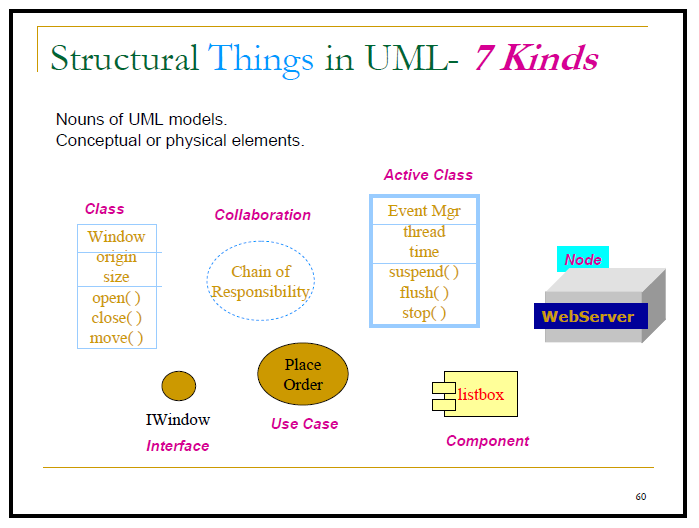 Structural Things in UML- 7 Kinds
Nouns of UML models.
Conceptual or physical elements.
Active Class
Class
Collaboration
Event Mgr
thread
time
suspend( )
flush( )
stop( )
Window
origin
size
open( )
close( )
move( )
Chain of
Responsibility
Node
WebServer
Place
Order
Use Case
IWindow
Interface
listbox
Component
60